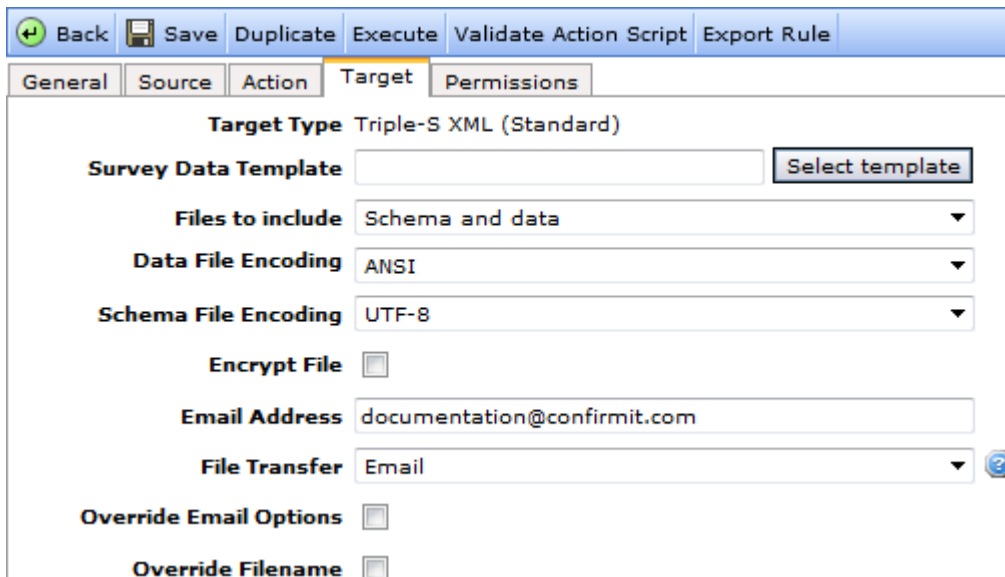 Back Save Duplicate Execute Validate Action Script Export Rule
General Source Action Target Permissions
Target Type Triple-S XML (Standard)
Survey Data Template Select template
Files to include Schema and data
Data File Encoding ANSI
Schema File Encoding UTF-8
Encrypt File
Email Address documentation@confirmit.com
File Transfer Email ?
Override Email Options
Override Filename